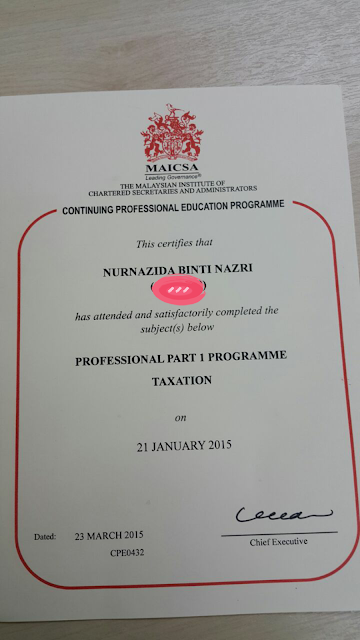 MAICSA
Leading Governance®
THE MALAYSIAN INSTITUTE OF
CHARTERED SECRETARIES AND ADMINISTRATORS
CONTINUING PROFESSIONAL EDUCATION PROGRAMME
This certifies that
NURNAZIDA BINTI NAZRI
has attended and satisfactorily completed the
subject(s) below
PROFESSIONAL PART 1 PROGRAMME
TAXATION
on
21 JANUARY 2015
Dated: 23 MARCH 2015
CPE0432
Chief Executive